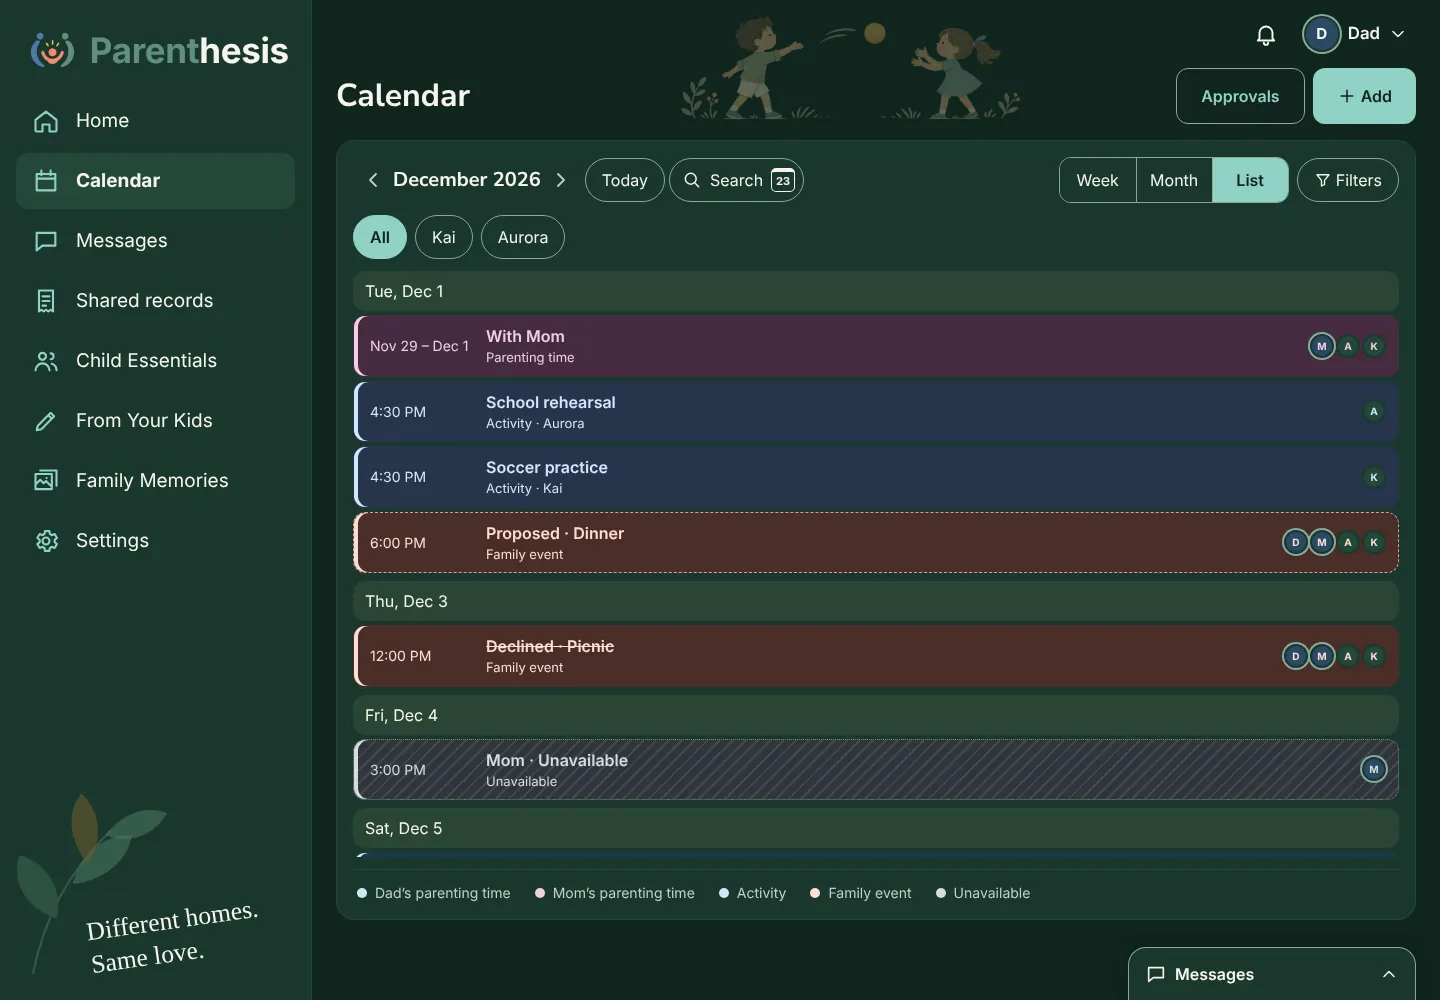 Parenthesis
Home
Calendar
Messages
Shared records
Child Essentials
From Your Kids
Family Memories
Settings
Different homes.
Same love.
D Dad
Calendar
Approvals
+ Add
December 2026
Today
Search 23
Week
Month
List
Filters
All
Kai
Aurora
Tue, Dec 1
Nov 29 – Dec 1
With Mom
Parenting time
M A K
4:30 PM
School rehearsal
Activity · Aurora
A
4:30 PM
Soccer practice
Activity · Kai
K
6:00 PM
Proposed · Dinner
Family event
D M A K
Thu, Dec 3
12:00 PM
Declined · Picnic
Family event
D M A K
Fri, Dec 4
3:00 PM
Mom · Unavailable
Unavailable
M
Sat, Dec 5
Dad’s parenting time
Mom’s parenting time
Activity
Family event
Unavailable
Messages